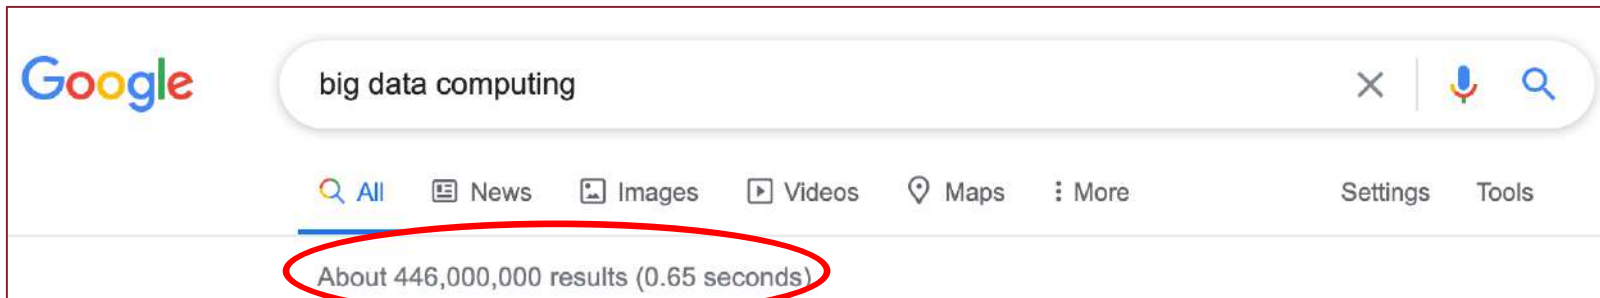 Google big data computing
All News Images Videos Maps More Settings Tools
About 446,000,000 results (0.65 seconds)